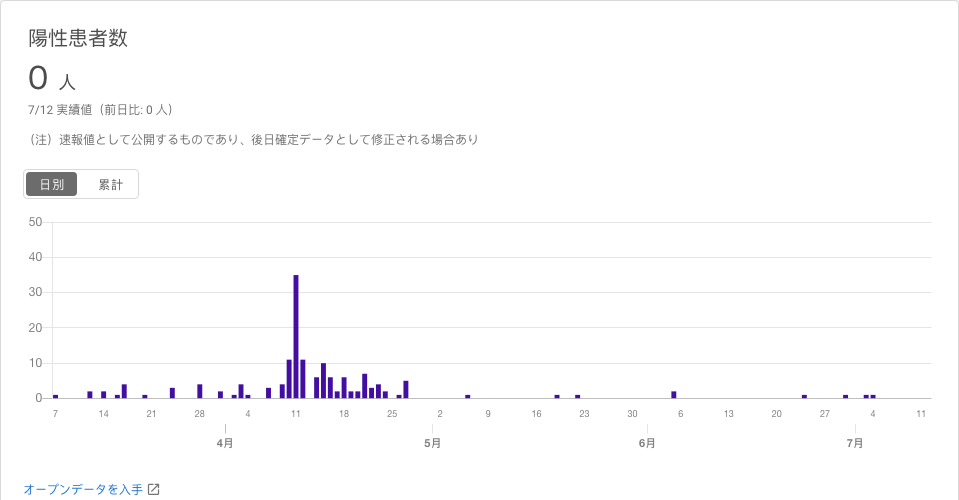 陽性患者数
0 人
7/12 実績値（前日比: 0 人）
（注）速報値として公開するものであり、後日確定データとして修正される場合あり
日別 累計
50
40
30
20
10
0
7 14 21 28 4 11 18 25 2 9 16 23 30 6 13 20 27 4 11
4月 5月 6月 7月
オープンデータを入手